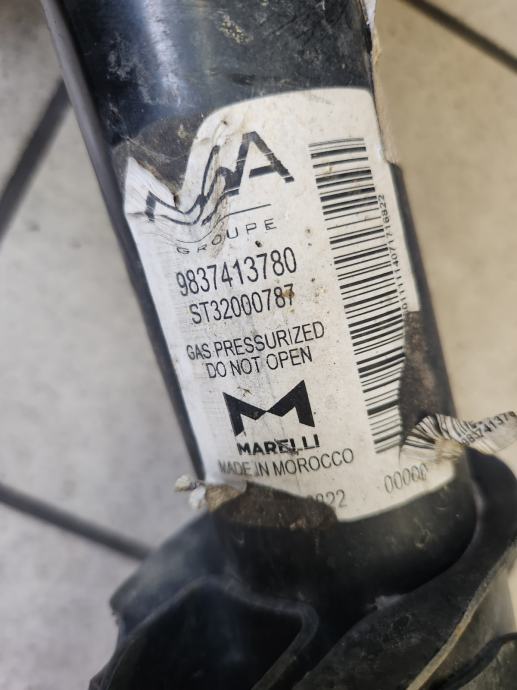 GROUPE
9837413780
ST32000787
GAS PRESSURIZED
DO NOT OPEN
MARELLI
MADE IN MOROCCO